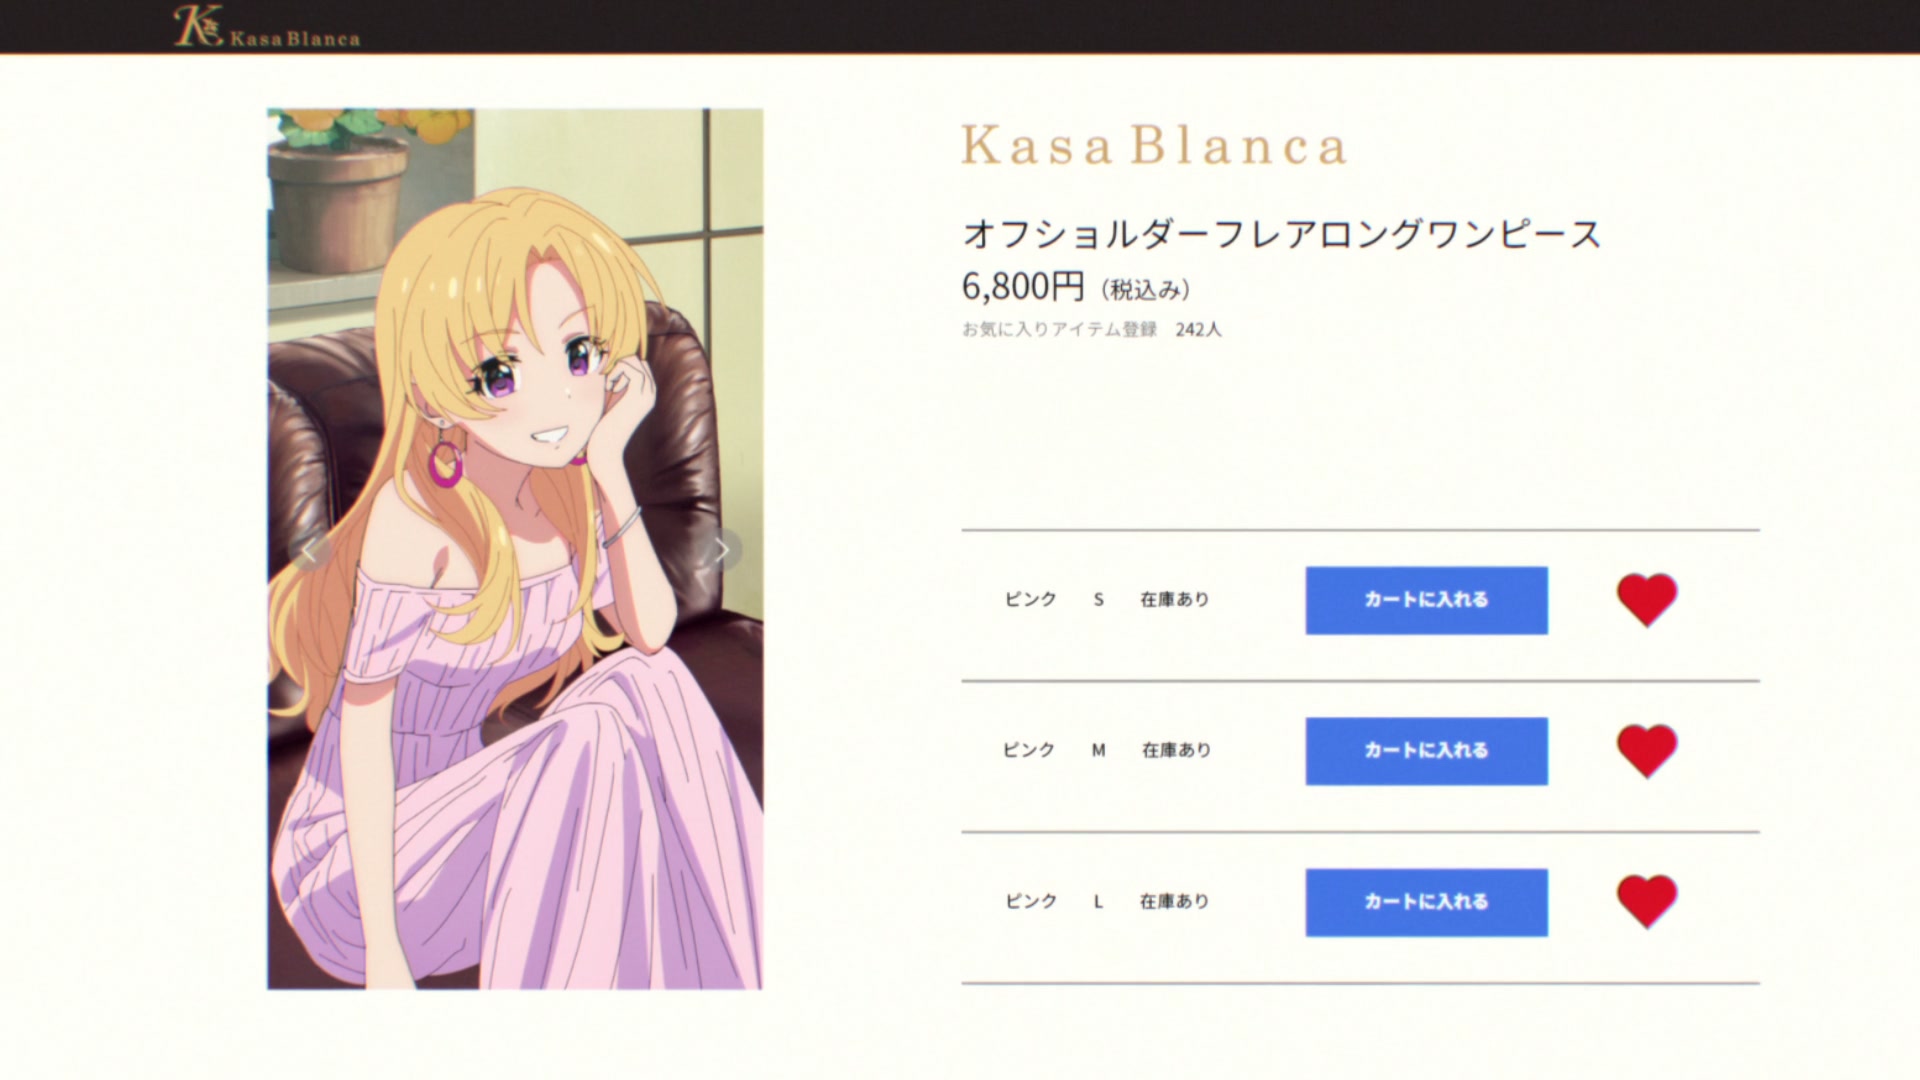 Kasa Blanca
Kasa Blanca
オフショルダーフレアロングワンピース
6,800円（税込み）
お気に入りアイテム登録 242人
ピンク S 在庫あり カートに入れる
ピンク M 在庫あり カートに入れる
ピンク L 在庫あり カートに入れる